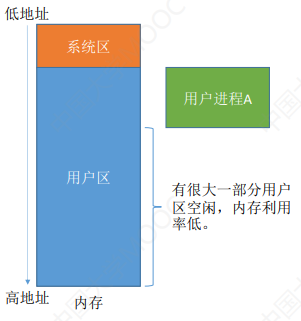 低地址
系统区
用户进程A
用户区
有很大一部分用户
区空闲，内存利用
率低。
高地址
内存